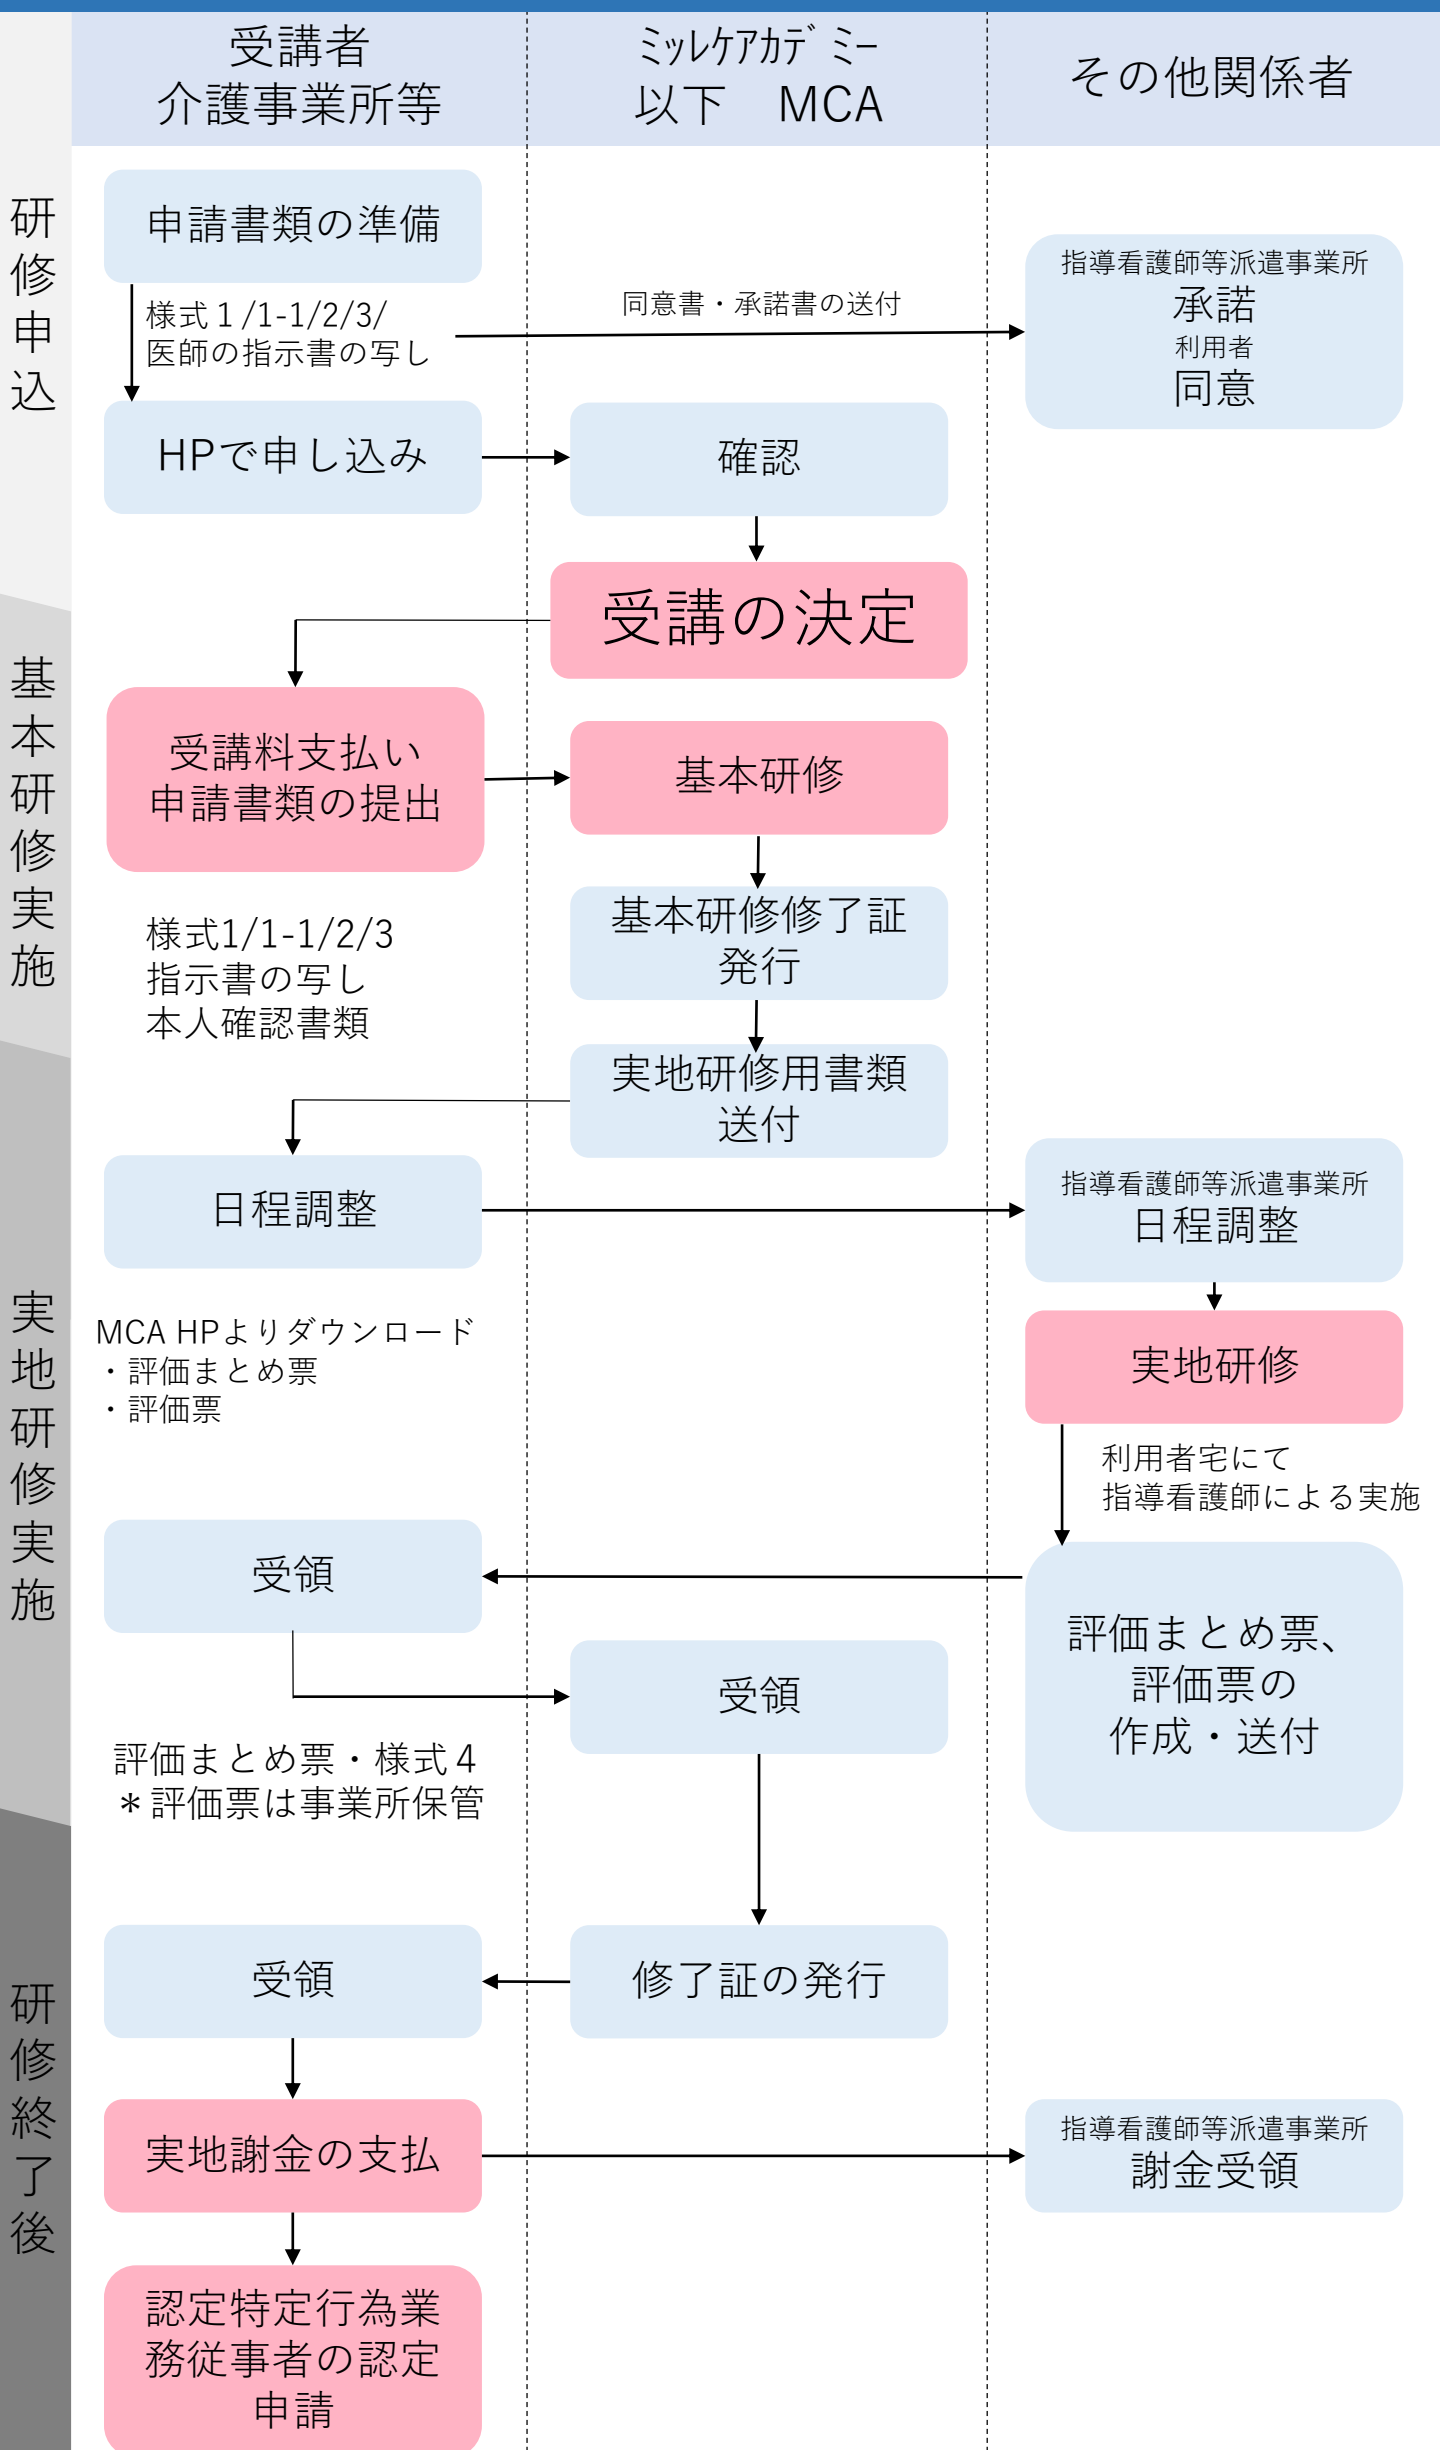 受講者
介護事業所等
ﾐｯﾚｹｱｶﾃﾞﾐｰ
以下　MCA
その他関係者
研修申込
申請書類の準備
様式１/1-1/2/3/
医師の指示書の写し
同意書・承諾書の送付
指導看護師等派遣事業所
承諾
利用者
同意
HPで申し込み
確認
受講の決定
基本研修実施
受講料支払い
申請書類の提出
基本研修
様式1/1-1/2/3
指示書の写し
本人確認書類
基本研修修了証
発行
実地研修用書類
送付
実地研修実施
日程調整
指導看護師等派遣事業所
日程調整
MCA HPよりダウンロード
・評価まとめ票
・評価票
実地研修
利用者宅にて
指導看護師による実施
受領
評価まとめ票、
評価票の
作成・送付
受領
評価まとめ票・様式４
＊評価票は事業所保管
研修終了後
受領
修了証の発行
実地謝金の支払
指導看護師等派遣事業所
謝金受領
認定特定行為業
務従事者の認定
申請